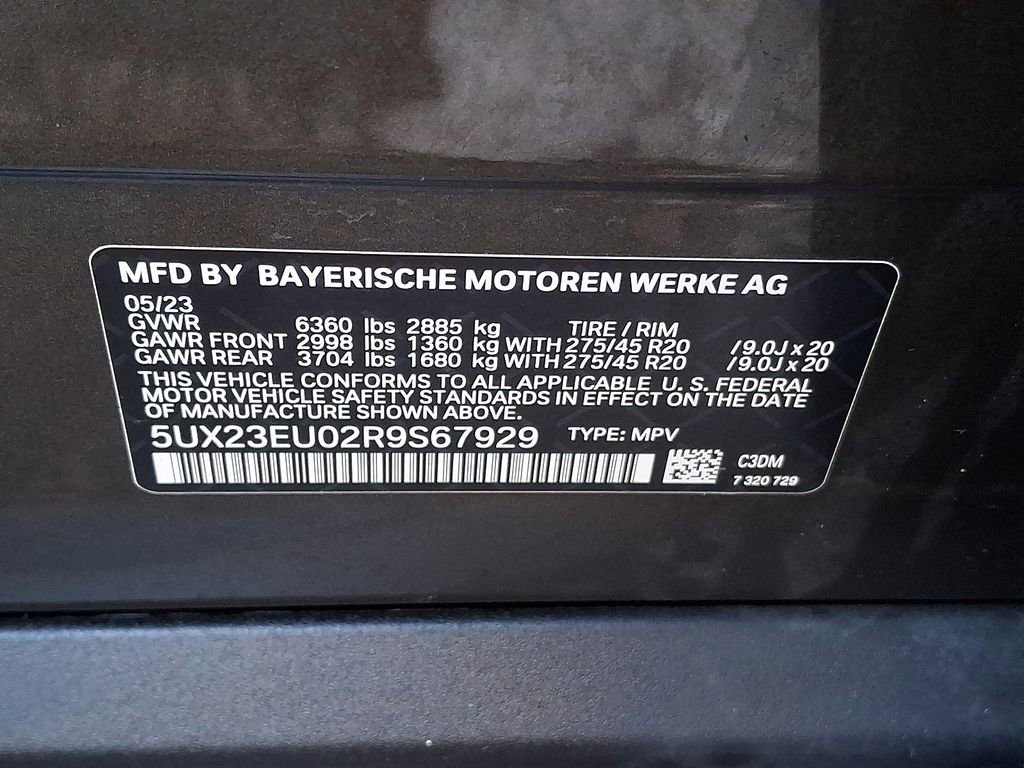 MFD BY BAYERISCHE MOTOREN WERKE AG
05/23
GVWR 6360 lbs 2885 kg TIRE / RIM
GAWR FRONT 2998 lbs 1360 kg WITH 275/45 R20 /9.0J x 20
GAWR REAR 3704 lbs 1680 kg WITH 275/45 R20 /9.0J x 20
THIS VEHICLE CONFORMS TO ALL APPLICABLE U. S. FEDERAL
MOTOR VEHICLE SAFETY STANDARDS IN EFFECT ON THE DATE
OF MANUFACTURE SHOWN ABOVE.
5UX23EU02R9S67929 TYPE: MPV
C3DM
7 320 729